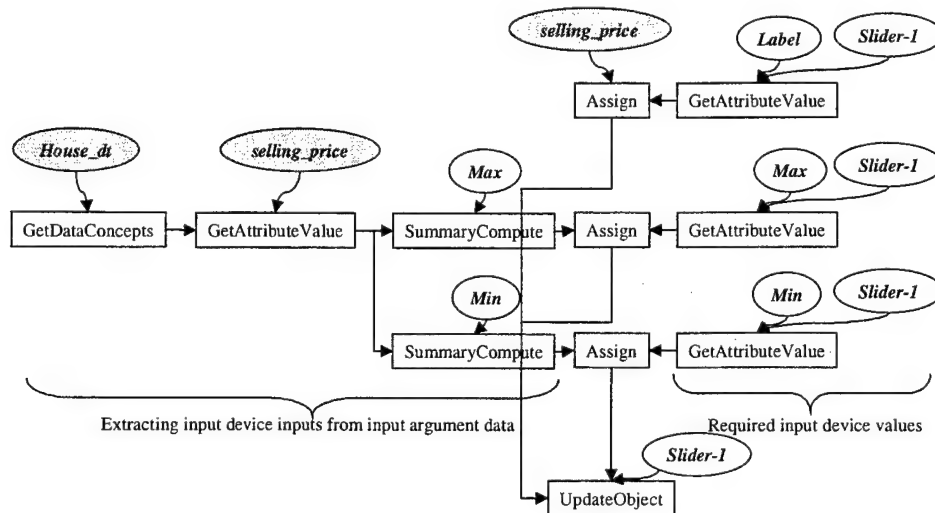 selling_price
Label
Slider-1
Assign
GetAttributeValue
House_dt
selling_price
Max
Max
Slider-1
GetDataConcepts
GetAttributeValue
SummaryCompute
Assign
GetAttributeValue
Min
Min
Slider-1
SummaryCompute
Assign
GetAttributeValue
Extracting input device inputs from input argument data
Required input device values
Slider-1
UpdateObject